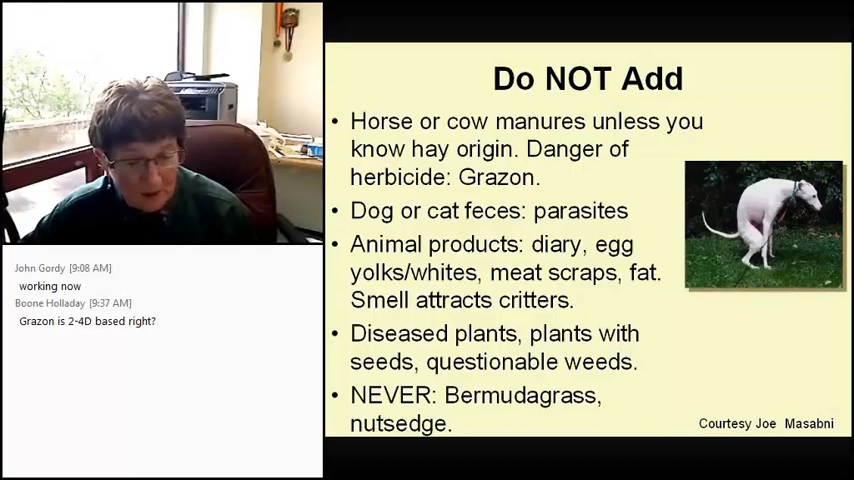 Do NOT Add
• Horse or cow manures unless you
know hay origin. Danger of
herbicide: Grazon.
• Dog or cat feces: parasites
• Animal products: diary, egg
yolks/whites, meat scraps, fat.
Smell attracts critters.
• Diseased plants, plants with
seeds, questionable weeds.
• NEVER: Bermudagrass,
nutsedge.
Courtesy Joe Masabni
John Gordy [9:08 AM]
working now
Boone Holladay [9:37 AM]
Grazon is 2-4D based right?